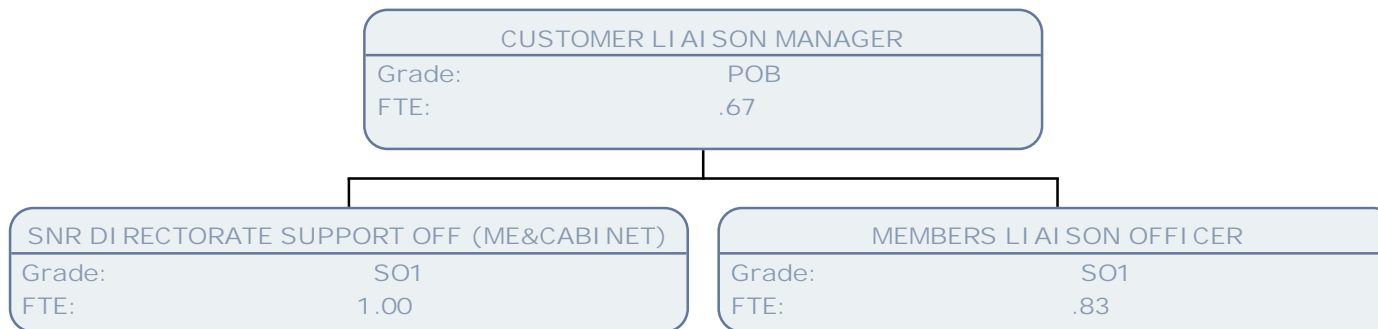 CUSTOMER LIAISON MANAGER
Grade: POB
FTE: .67
SNR DIRECTORATE SUPPORT OFF (ME&CABINET)
Grade: SO1
FTE: 1.00
MEMBERS LIAISON OFFICER
Grade: SO1
FTE: .83